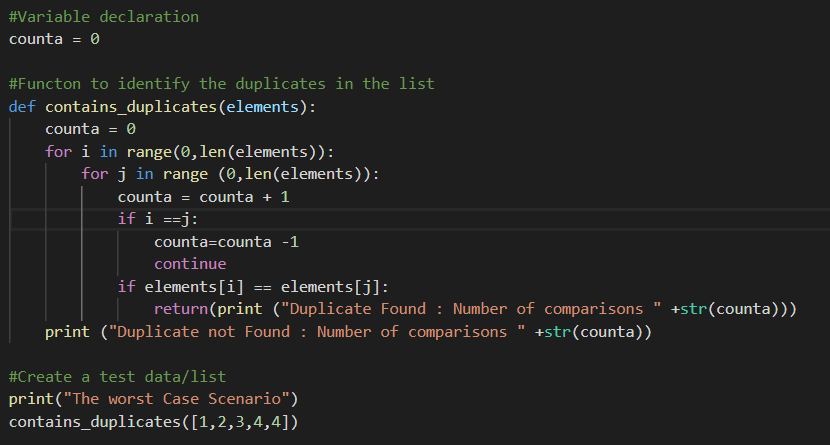 #Variable declaration
counta = 0
#Functon to identify the duplicates in the list
def contains_duplicates(elements):
    counta = 0
    for i in range(0,len(elements)):
        for j in range (0,len(elements)):
            counta = counta + 1
            if i ==j:
                counta=counta -1
                continue
            if elements[i] == elements[j]:
                return(print ("Duplicate Found : Number of comparisons " +str(counta)))
    print ("Duplicate not Found : Number of comparisons " +str(counta))
#Create a test data/list
print("The worst Case Scenario")
contains_duplicates([1,2,3,4,4])